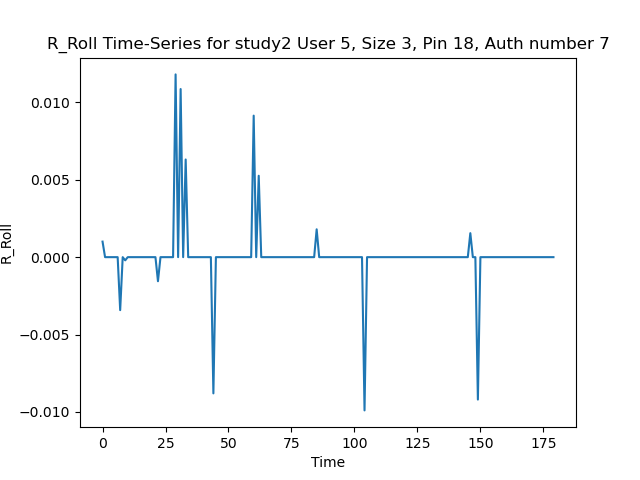 R_Roll Time-Series for study2 User 5, Size 3, Pin 18, Auth number 7
R_Roll
0.010
0.005
0.000
−0.005
−0.010
0 25 50 75 100 125 150 175
Time